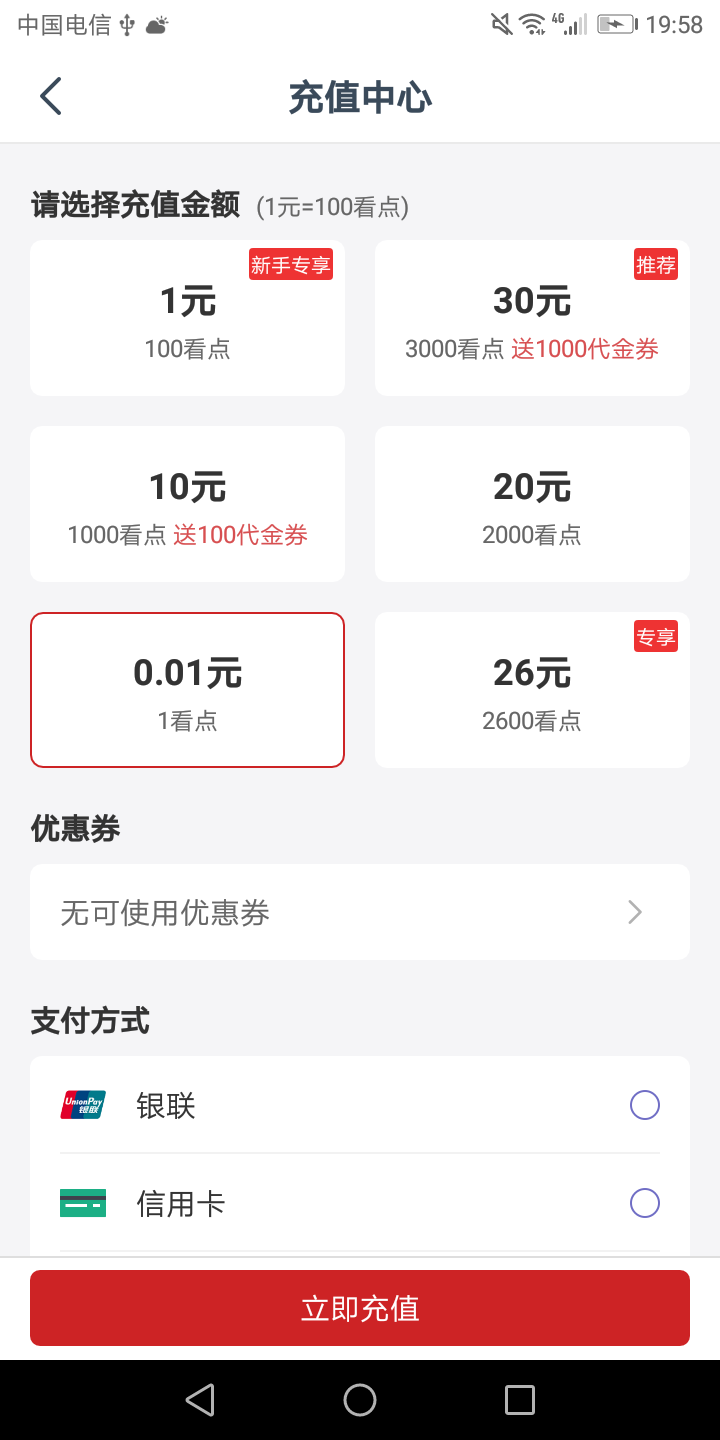 中国电信 4G 19:58
充值中心
请选择充值金额 (1元=100看点)
新手专享
1元
100看点
推荐
30元
3000看点 送1000代金券
10元
1000看点 送100代金券
20元
2000看点
0.01元
1看点
专享
26元
2600看点
优惠券
无可使用优惠券
支付方式
UnionPay
银联
银联
信用卡
立即充值